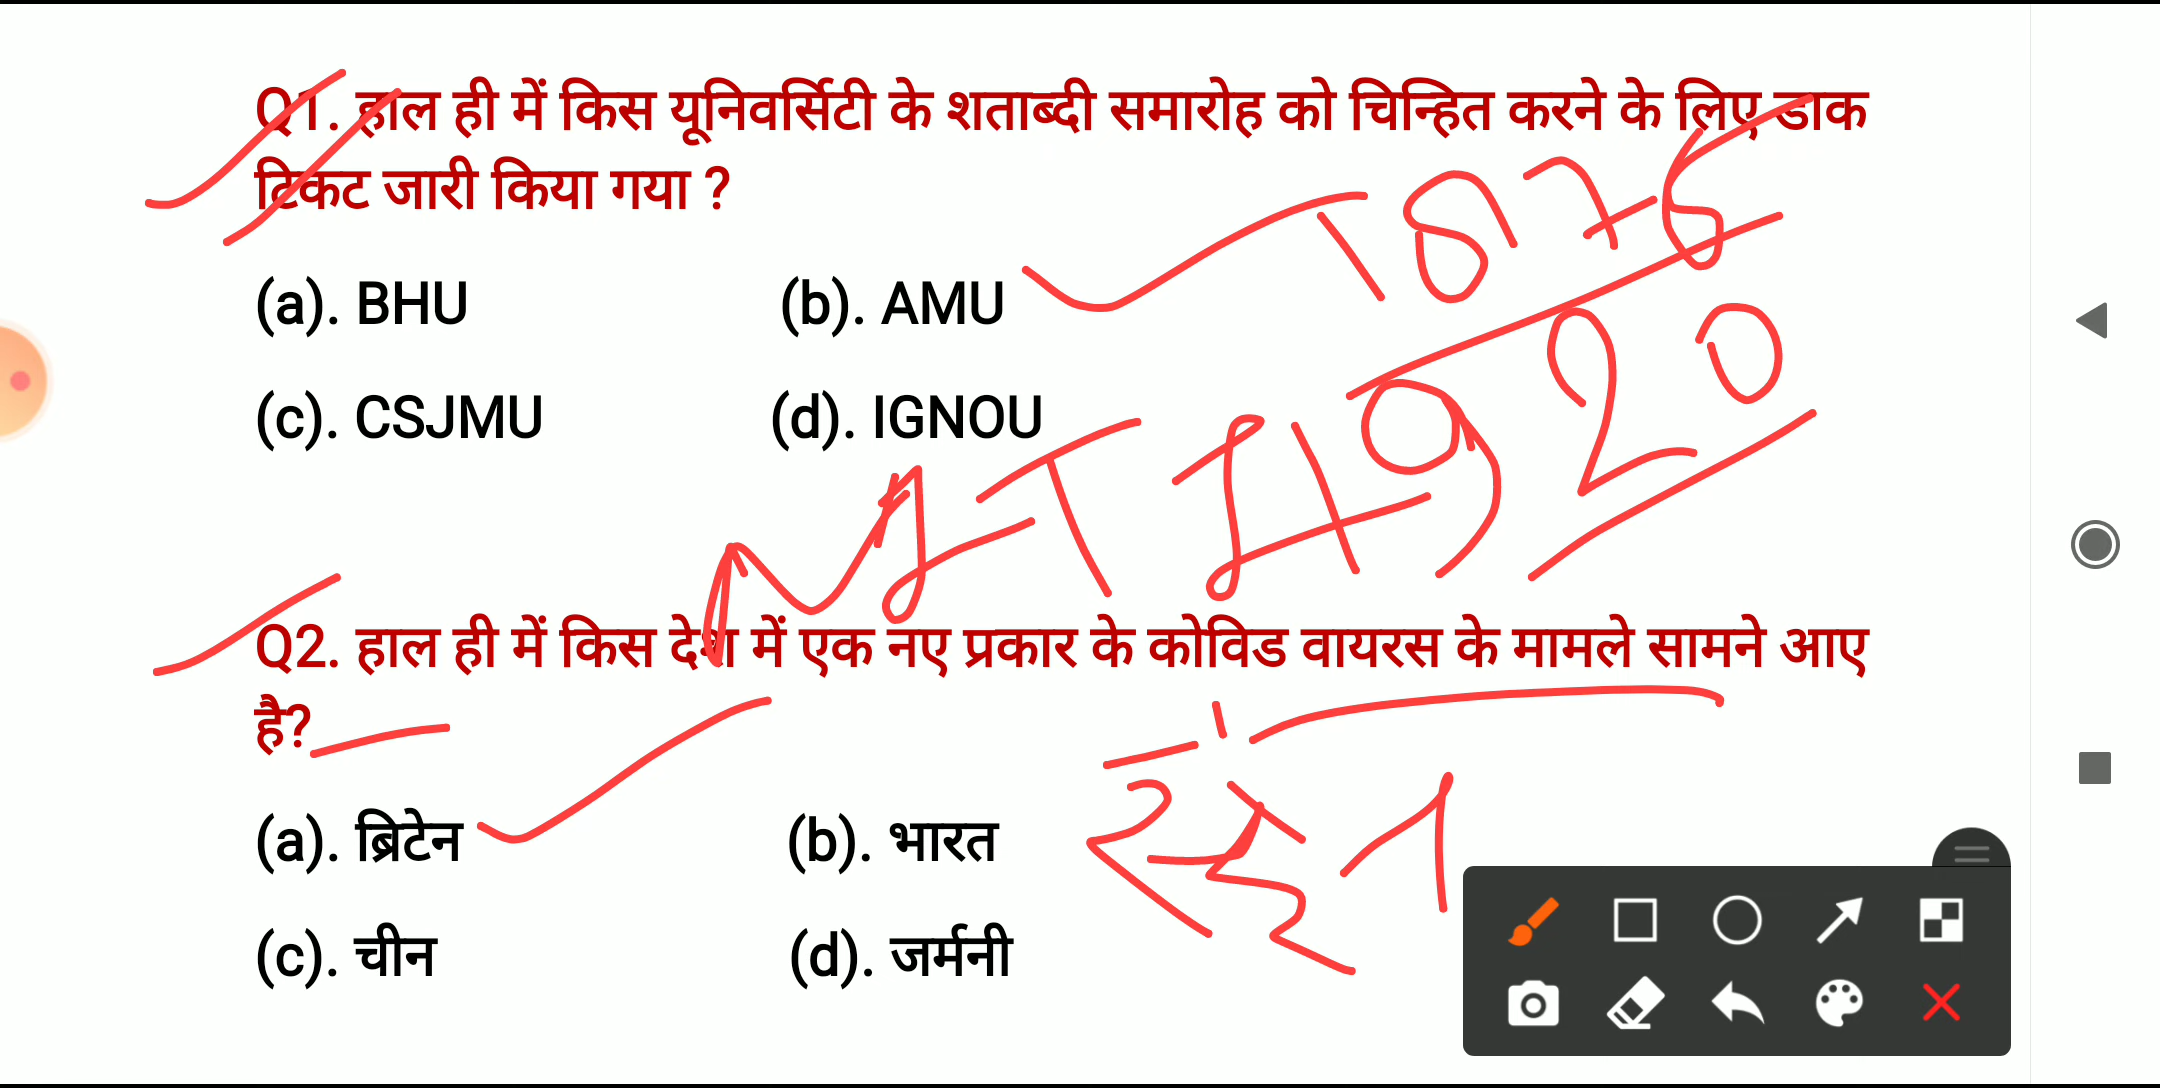 Q1. हाल ही में किस यूनिवर्सिटी के शताब्दी समारोह को चिन्हित करने के लिए डाक
टिकट जारी किया गया ?
1875
(a). BHU (b). AMU
1920
(c). CSJMU (d). IGNOU
Q2. हाल ही में किस देश में एक नए प्रकार के कोविड वायरस के मामले सामने आए
है?
(a). ब्रिटेन (b). भारत
(c). चीन (d). जर्मनी